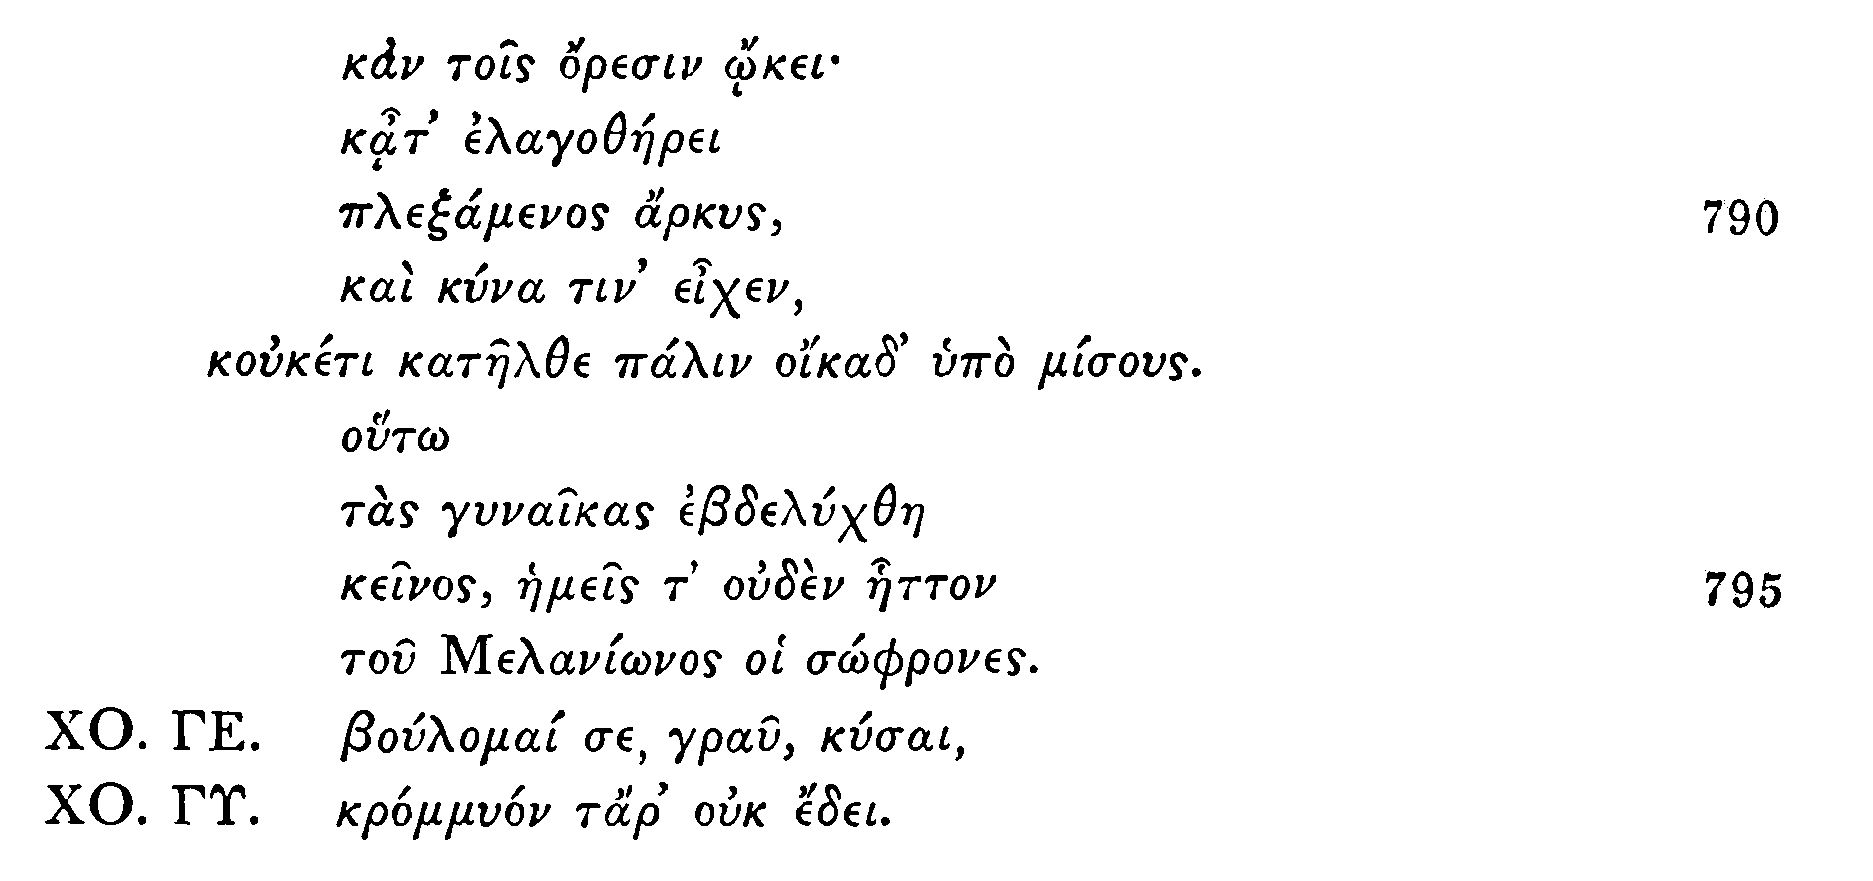 κἀν τοῖς ὄρεσιν ᾤκει·
κᾆτ’ ἐλαγοθήρει
πλεξάμενος ἄρκυς, 790
καὶ κύνα τιν’ εἶχεν,
κοὐκέτι κατῆλθε πάλιν οἴκαδ’ ὑπὸ μίσους.
οὕτω
τὰς γυναῖκας ἐβδελύχθη
κεῖνος, ἡμεῖς τ’ οὐδὲν ἧττον 795
τοῦ Μελανίωνος οἱ σώφρονες.
ΧΟ. ΓΕ. βούλομαί σε, γραῦ, κύσαι,
ΧΟ. ΓΥ. κρόμμυόν τἄρ’ οὐκ ἔδει.